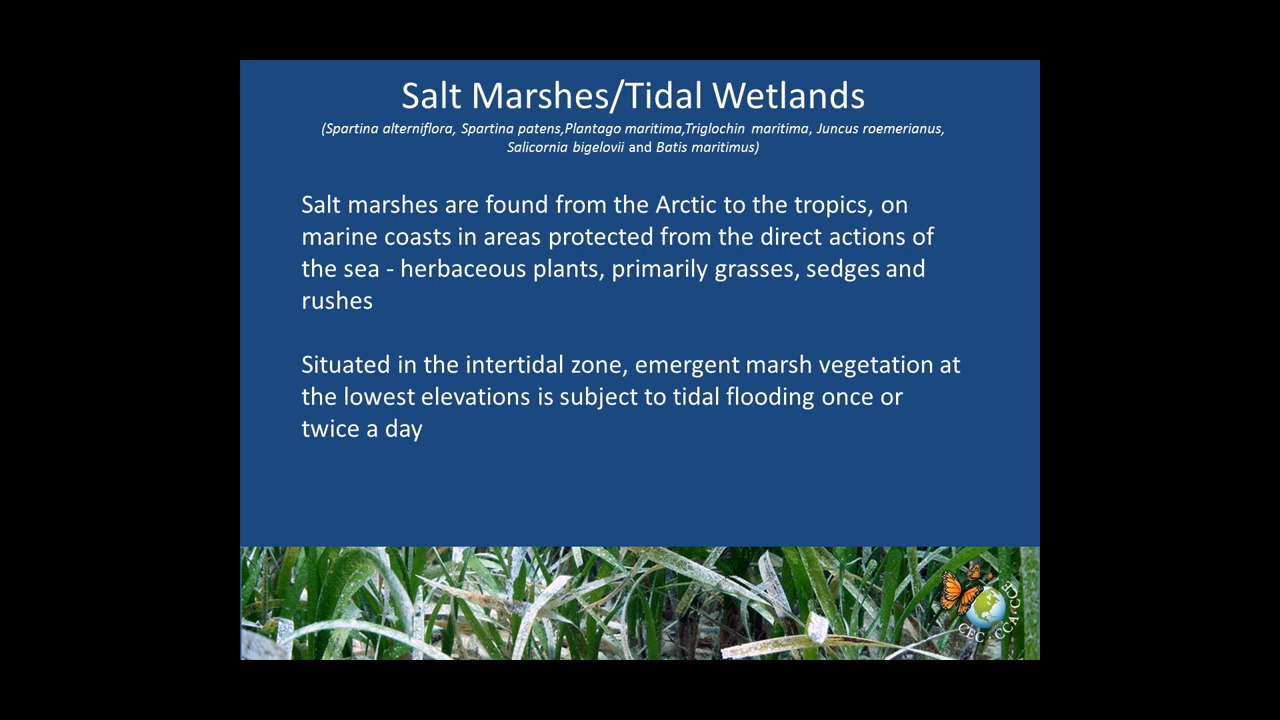 Salt Marshes/Tidal Wetlands
(Spartina alterniflora, Spartina patens,Plantago maritima,Triglochin maritima, Juncus roemerianus,
Salicornia bigelovii and Batis maritimus)
Salt marshes are found from the Arctic to the tropics, on
marine coasts in areas protected from the direct actions of
the sea - herbaceous plants, primarily grasses, sedges and
rushes
Situated in the intertidal zone, emergent marsh vegetation at
the lowest elevations is subject to tidal flooding once or
twice a day
CEC · CCA · CCE